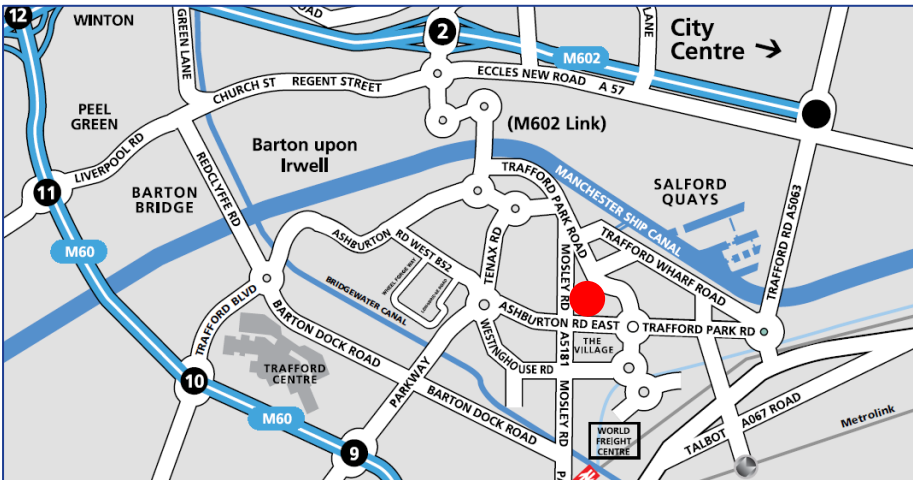 12
WINTON
GREEN LANE
ROAD
2
LANE
City
Centre →
M602
CHURCH ST
REGENT STREET
ECCLES NEW ROAD A 57
PEEL
GREEN
LIVERPOOL RD
(M602 Link)
Barton upon
Irwell
REDCLYFFE RD
11
BARTON
BRIDGE
TRAFFORD PARK ROAD
MANCHESTER SHIP CANAL
SALFORD
QUAYS
TRAFFORD RD A5063
M60
ASHBURTON RD WEST B52
TENAX RD
MOSLEY RD A5181 MOSLEY RD
TRAFFORD WHARF ROAD
WHEEL FORGE WAY
BRIDGEWATER CANAL
TRAFFORD BLVD
ASHBURTON RD EAST
TRAFFORD PARK RD
BARTON DOCK ROAD
WESTINGHOUSE RD
THE
VILLAGE
TRAFFORD
CENTRE
10
PARKWAY
BARTON DOCK ROAD
M60
9
WORLD
FREIGHT
CENTRE
TALBOT A067 ROAD
Metrolink